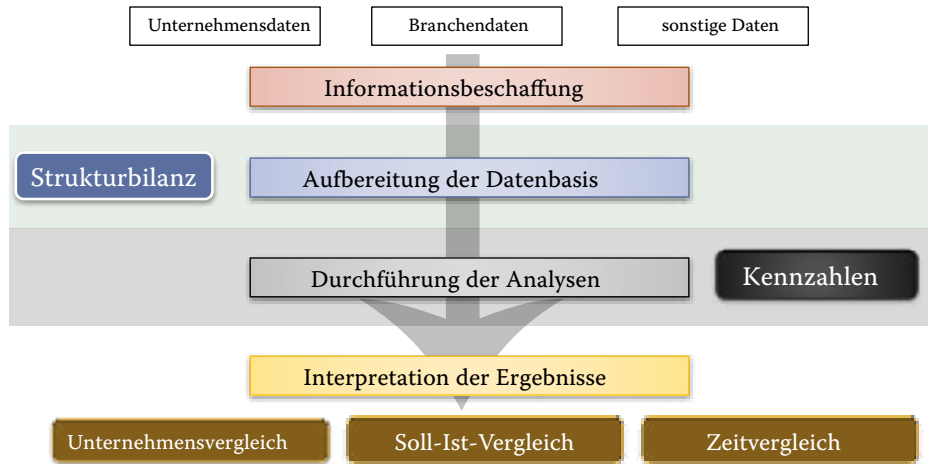 Unternehmensdaten
Branchendaten
sonstige Daten
Informationsbeschaffung
Strukturbilanz
Aufbereitung der Datenbasis
Durchführung der Analysen
Kennzahlen
Interpretation der Ergebnisse
Unternehmensvergleich
Soll-Ist-Vergleich
Zeitvergleich